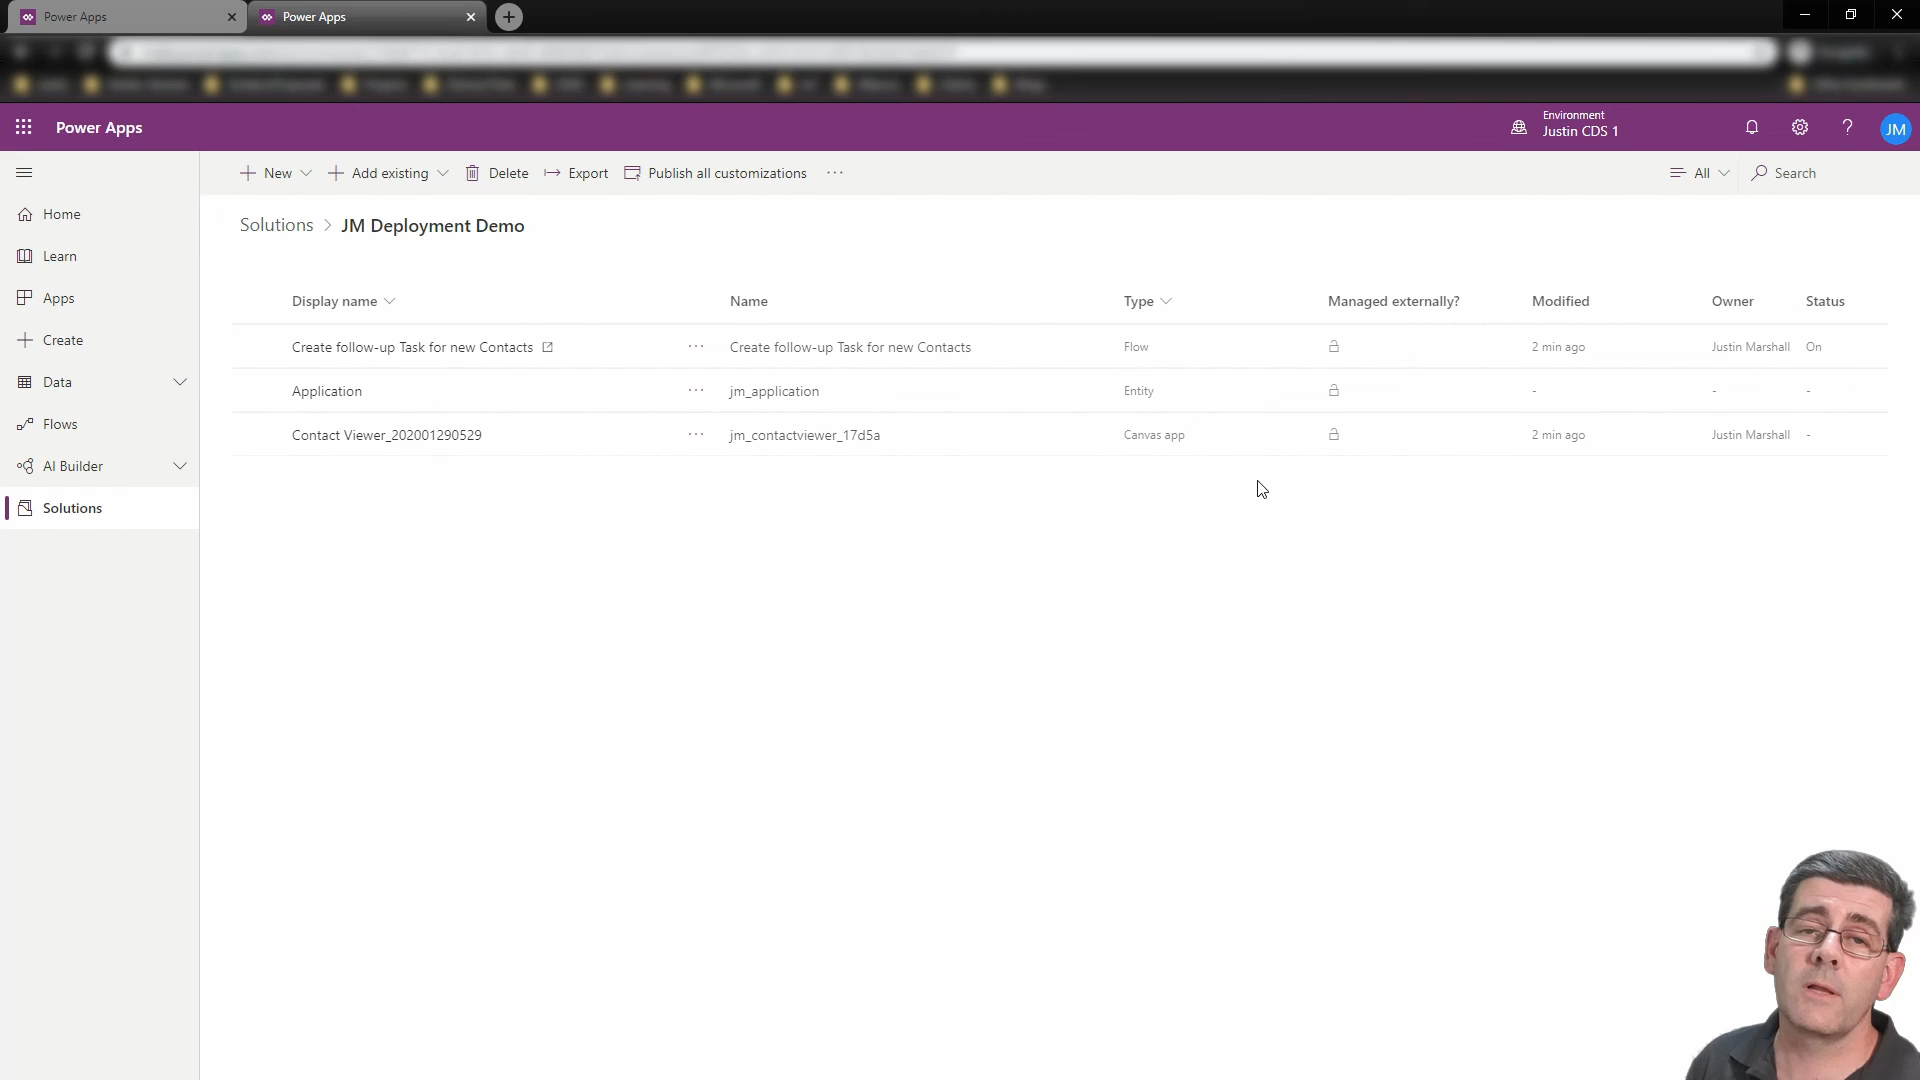 Power Apps
Power Apps
Power Apps
Environment
Justin CDS 1
JM
New
Add existing
Delete
Export
Publish all customizations
All
Search
Home
Learn
Apps
Create
Data
Flows
AI Builder
Solutions
Solutions > JM Deployment Demo
Display name Name Type Managed externally? Modified Owner Status
Create follow-up Task for new Contacts Create follow-up Task for new Contacts Flow 2 min ago Justin Marshall On
Application jm_application Entity - - -
Contact Viewer_202001290529 jm_contactviewer_17d5a Canvas app 2 min ago Justin Marshall -